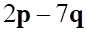 2p – 7q